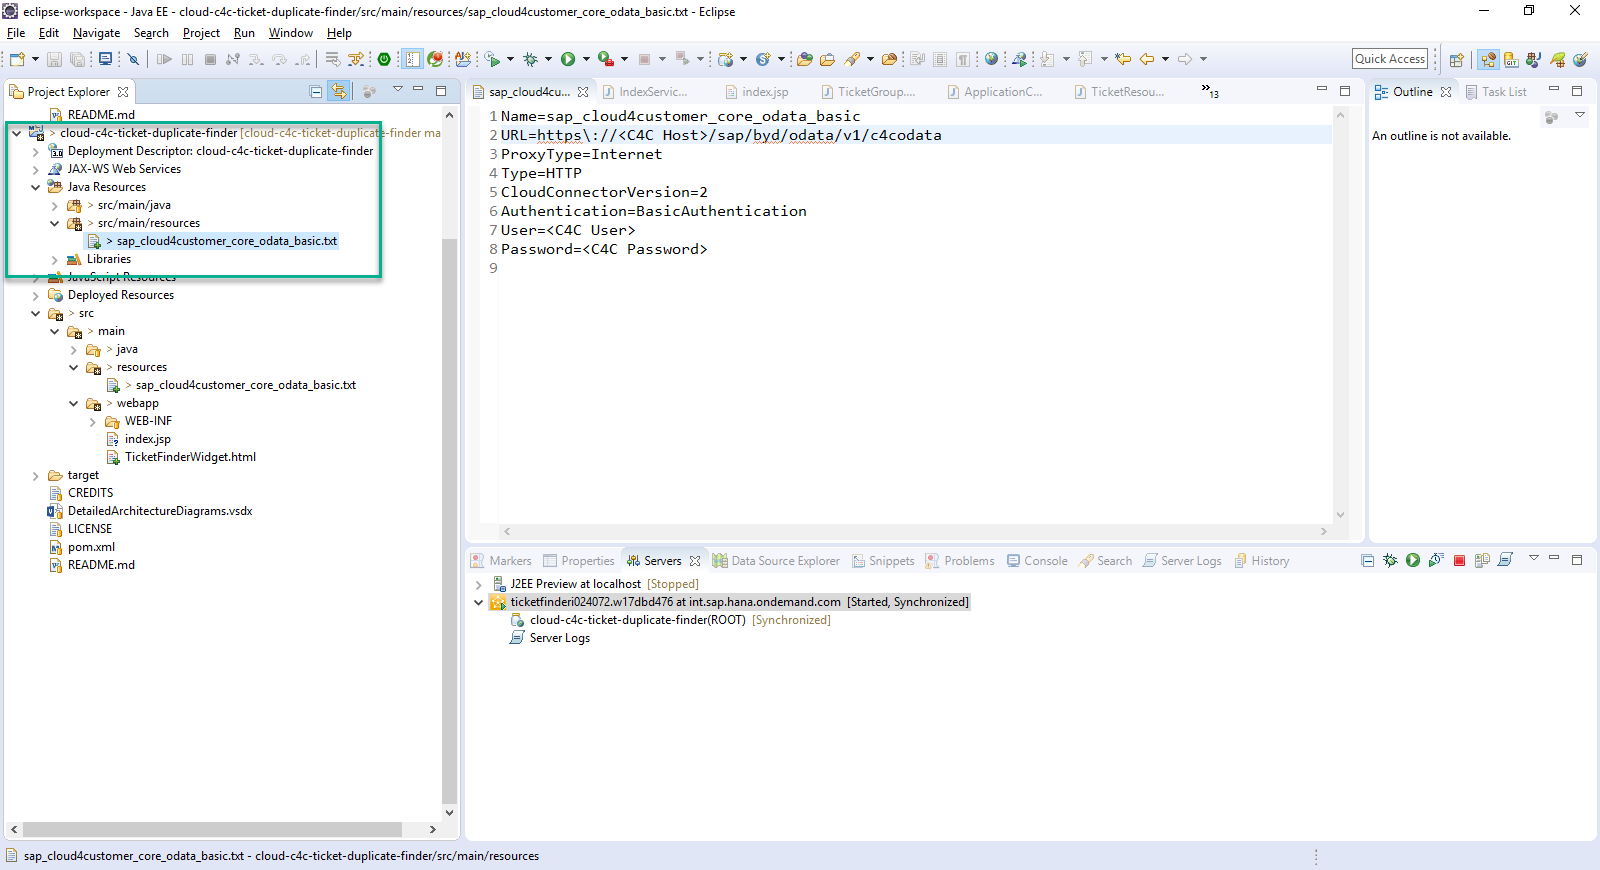 eclipse-workspace - Java EE - cloud-c4c-ticket-duplicate-finder/src/main/resources/sap_cloud4customer_core_odata_basic.txt - Eclipse
File Edit Navigate Search Project Run Window Help
Quick Access
Project Explorer
README.md
> cloud-c4c-ticket-duplicate-finder [cloud-c4c-ticket-duplicate-finder ma
Deployment Descriptor: cloud-c4c-ticket-duplicate-finder
JAX-WS Web Services
Java Resources
> src/main/java
> src/main/resources
> sap_cloud4customer_core_odata_basic.txt
Libraries
JavaScript Resources
Deployed Resources
> src
> main
> java
> resources
> sap_cloud4customer_core_odata_basic.txt
> webapp
WEB-INF
index.jsp
TicketFinderWidget.html
target
CREDITS
DetailedArchitectureDiagrams.vsdx
LICENSE
pom.xml
README.md
sap_cloud4cu... IndexServic... index.jsp TicketGroup.... ApplicationC... TicketResou... »13
1 Name=sap_cloud4customer_core_odata_basic
2 URL=https\://<C4C Host>/sap/byd/odata/v1/c4codata
3 ProxyType=Internet
4 Type=HTTP
5 CloudConnectorVersion=2
6 Authentication=BasicAuthentication
7 User=<C4C User>
8 Password=<C4C Password>
9
Outline Task List
An outline is not available.
Markers Properties Servers Data Source Explorer Snippets Problems Console Search Server Logs History
J2EE Preview at localhost [Stopped]
ticketfinderi024072.w17dbd476 at int.sap.hana.ondemand.com [Started, Synchronized]
cloud-c4c-ticket-duplicate-finder(ROOT) [Synchronized]
Server Logs
sap_cloud4customer_core_odata_basic.txt - cloud-c4c-ticket-duplicate-finder/src/main/resources